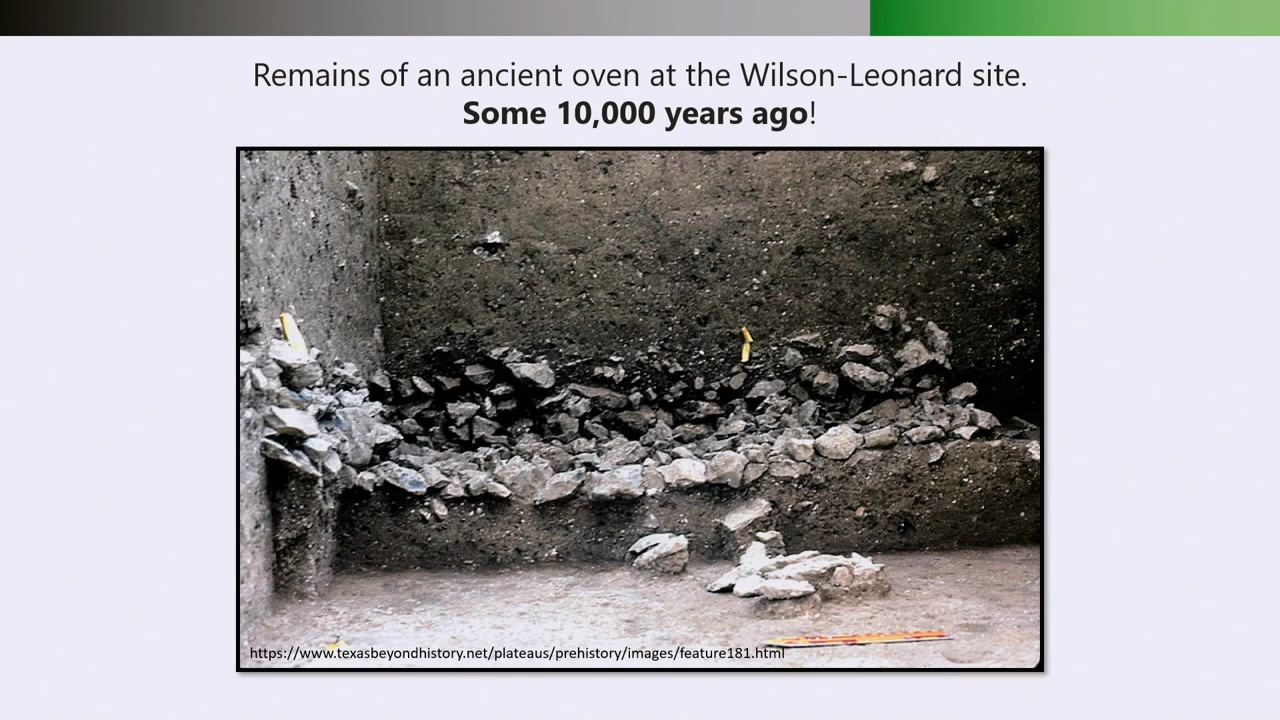 Remains of an ancient oven at the Wilson-Leonard site.
Some 10,000 years ago!
https://www.texasbeyondhistory.net/plateaus/prehistory/images/feature181.html